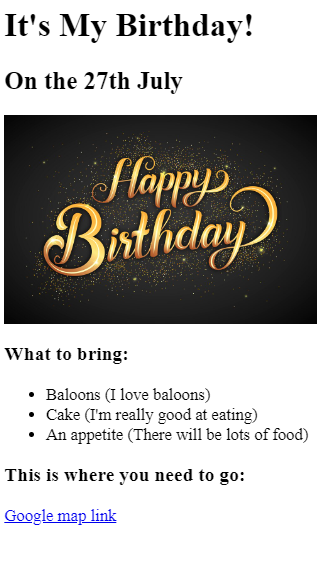 It's My Birthday!
On the 27th July
Happy
Birthday
What to bring:
Baloons (I love baloons)
Cake (I'm really good at eating)
An appetite (There will be lots of food)
This is where you need to go:
Google map link